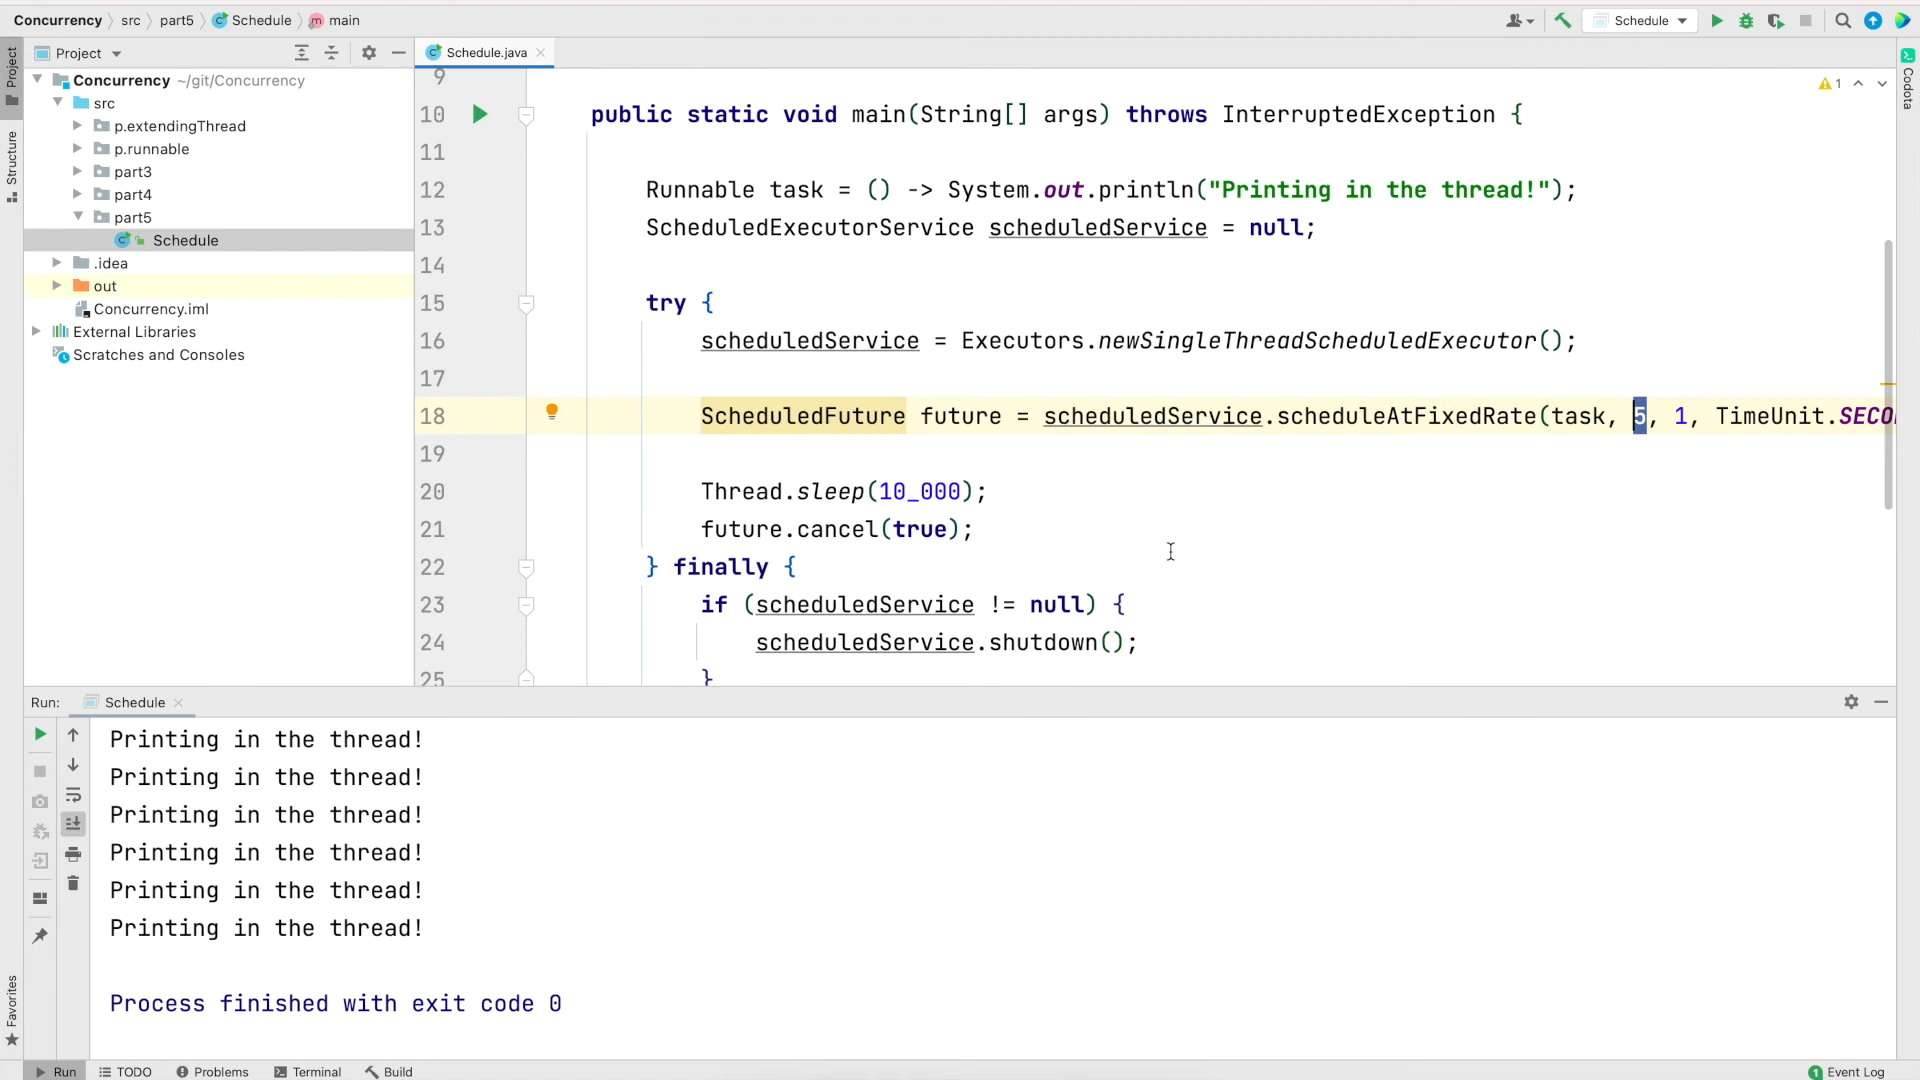 Concurrency src part5 Schedule main
Schedule
Project
Schedule.java
Project
Structure
Favorites
Codota
Concurrency ~/git/Concurrency
src
p.extendingThread
p.runnable
part3
part4
part5
Schedule
.idea
out
Concurrency.iml
External Libraries
Scratches and Consoles
1
9
10 public static void main(String[] args) throws InterruptedException {
11
12 Runnable task = () -> System.out.println("Printing in the thread!");
13 ScheduledExecutorService scheduledService = null;
14
15 try {
16 scheduledService = Executors.newSingleThreadScheduledExecutor();
17
18 ScheduledFuture future = scheduledService.scheduleAtFixedRate(task, 5, 1, TimeUnit.SECO
19
20 Thread.sleep(10_000);
21 future.cancel(true);
22 } finally {
23 if (scheduledService != null) {
24 scheduledService.shutdown();
25 }
Run: Schedule
Printing in the thread!
Printing in the thread!
Printing in the thread!
Printing in the thread!
Printing in the thread!
Printing in the thread!
Process finished with exit code 0
Run TODO Problems Terminal Build
1 Event Log